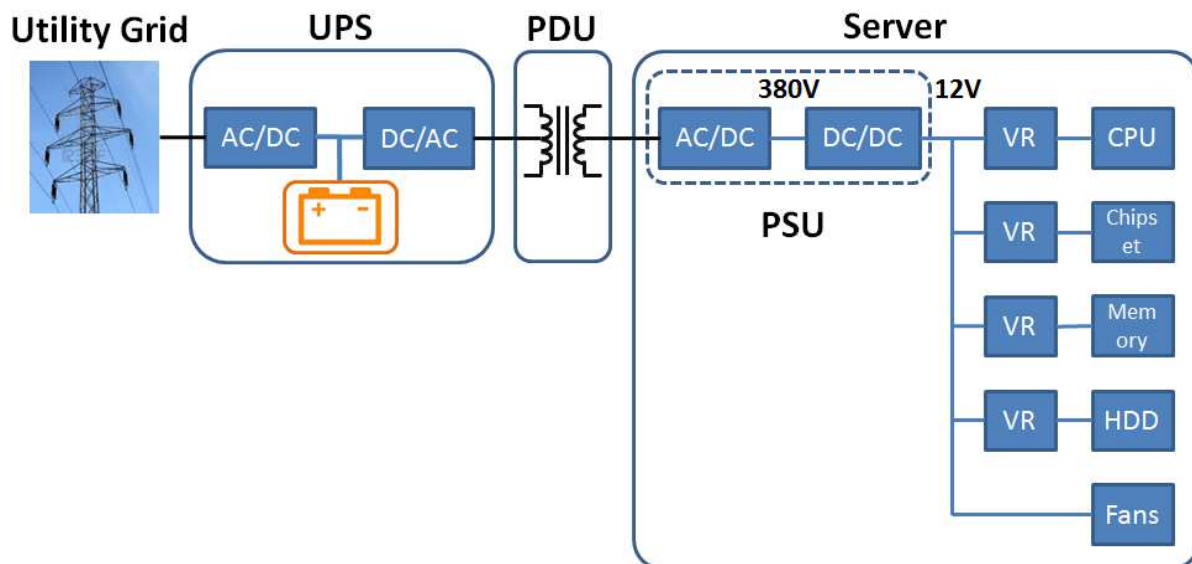 Utility Grid
UPS
PDU
Server
AC/DC
DC/AC
+ -
380V
12V
AC/DC
DC/DC
PSU
VR
CPU
VR
Chips
et
VR
Mem
ory
VR
HDD
Fans